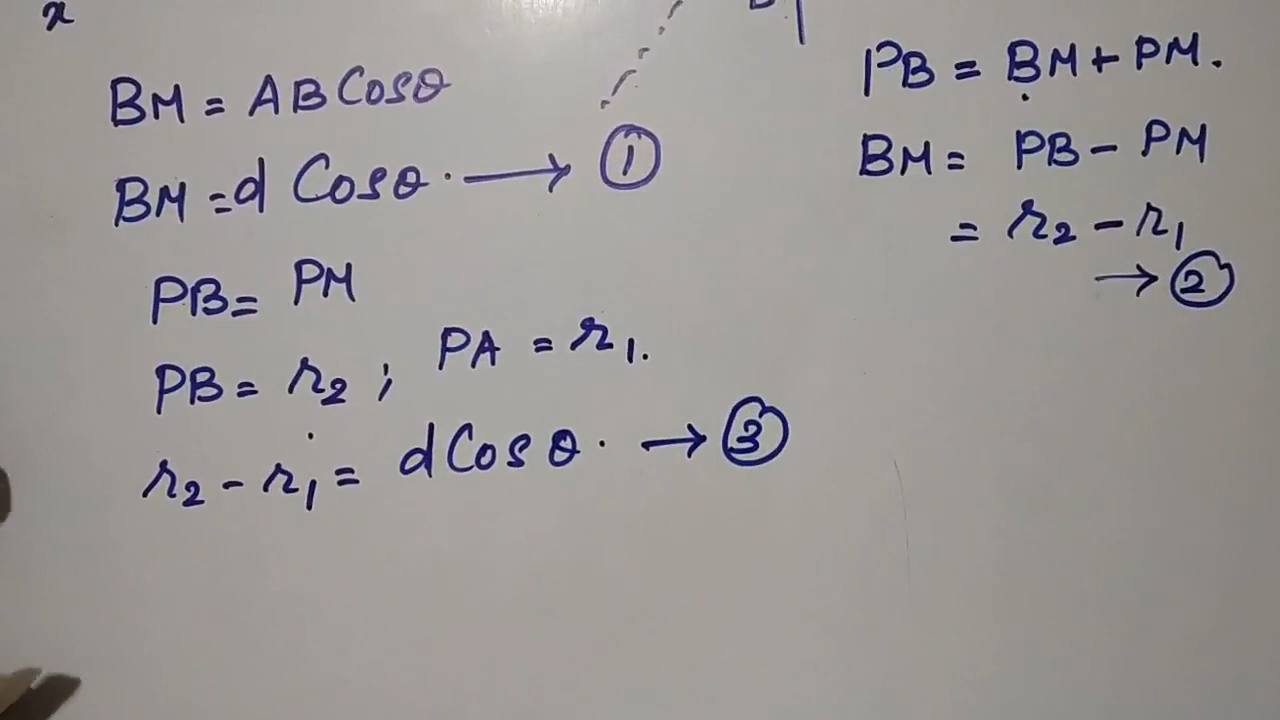 x
BM = AB Cosθ
BM = d Cosθ. → ①
PB = PM
PB = r₂ ; PA = r₁.
r₂ - r₁ = d Cos θ. → ③
PB = BM + PM.
BM = PB - PM
= r₂ - r₁
→ ②